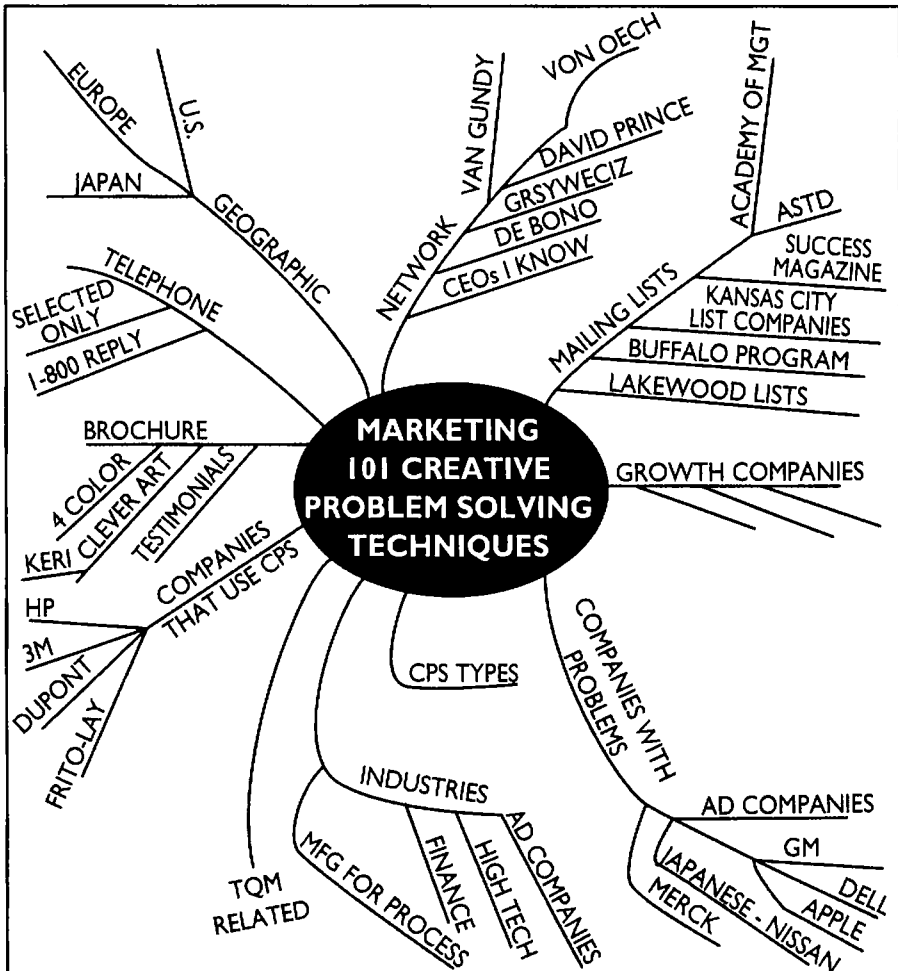 EUROPE
U.S.
JAPAN
GEOGRAPHIC
TELEPHONE
SELECTED
ONLY
1-800 REPLY
NETWORK
VAN GUNDY
VON OECH
DAVID PRINCE
GRSYWECIZ
DE BONO
CEOs I KNOW
MAILING LISTS
ACADEMY OF MGT
ASTD
SUCCESS
MAGAZINE
KANSAS CITY
LIST COMPANIES
BUFFALO PROGRAM
LAKEWOOD LISTS
MARKETING
101 CREATIVE
PROBLEM SOLVING
TECHNIQUES
BROCHURE
4 COLOR
CLEVER ART
KERI
TESTIMONIALS
GROWTH COMPANIES
COMPANIES
THAT USE CPS
HP
3M
DUPONT
FRITO-LAY
TQM
RELATED
INDUSTRIES
MFG FOR PROCESS
FINANCE
HIGH TECH
AD COMPANIES
CPS TYPES
COMPANIES WITH
PROBLEMS
AD COMPANIES
GM
DELL
APPLE
JAPANESE - NISSAN
MERCK